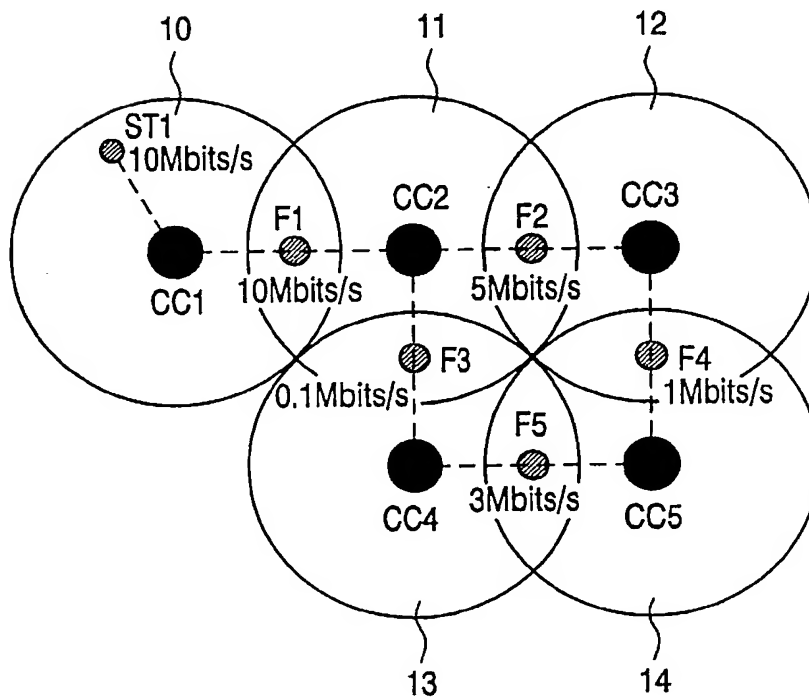 10
11
12
ST1
10Mbits/s
F1
CC2
F2
CC3
CC1
10Mbits/s
5Mbits/s
F3
F4
0.1Mbits/s
1Mbits/s
F5
CC4
3Mbits/s
CC5
13
14